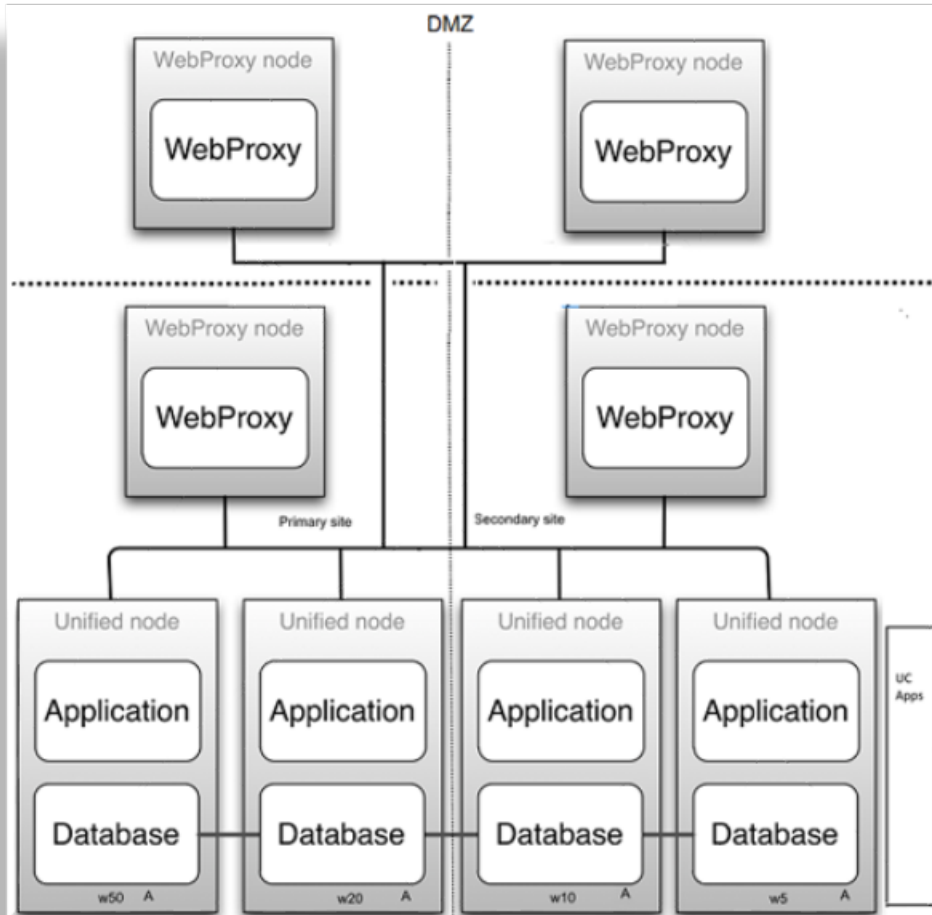 DMZ
WebProxy node
WebProxy
WebProxy node
WebProxy
WebProxy node
WebProxy
WebProxy node
WebProxy
Primary site
Secondary site
Unified node
Application
Database
w50 A
Unified node
Application
Database
w20 A
Unified node
Application
Database
w10 A
Unified node
Application
Database
w5 A
UC
Apps